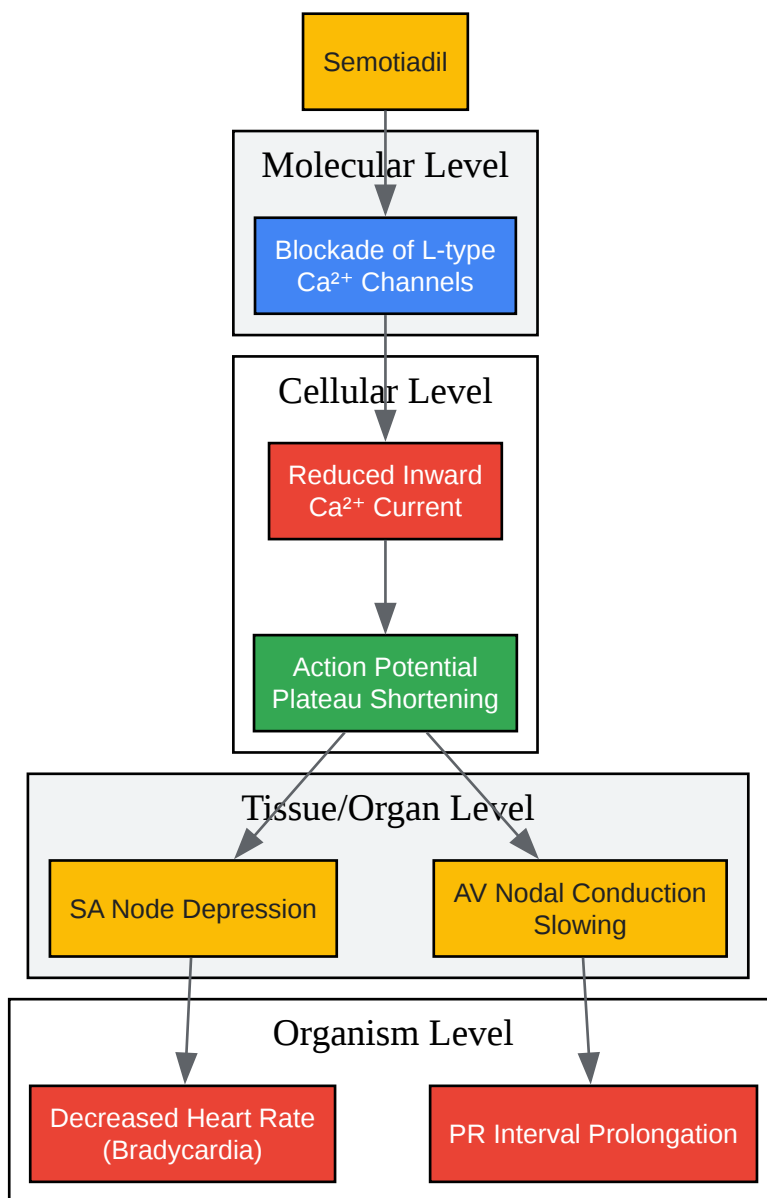 Semotiadil
Molecular Level
Blockade of L-type
Ca²⁺ Channels
Cellular Level
Reduced Inward
Ca²⁺ Current
Action Potential
Plateau Shortening
Tissue/Organ Level
SA Node Depression
AV Nodal Conduction
Slowing
Organism Level
Decreased Heart Rate
(Bradycardia)
PR Interval Prolongation